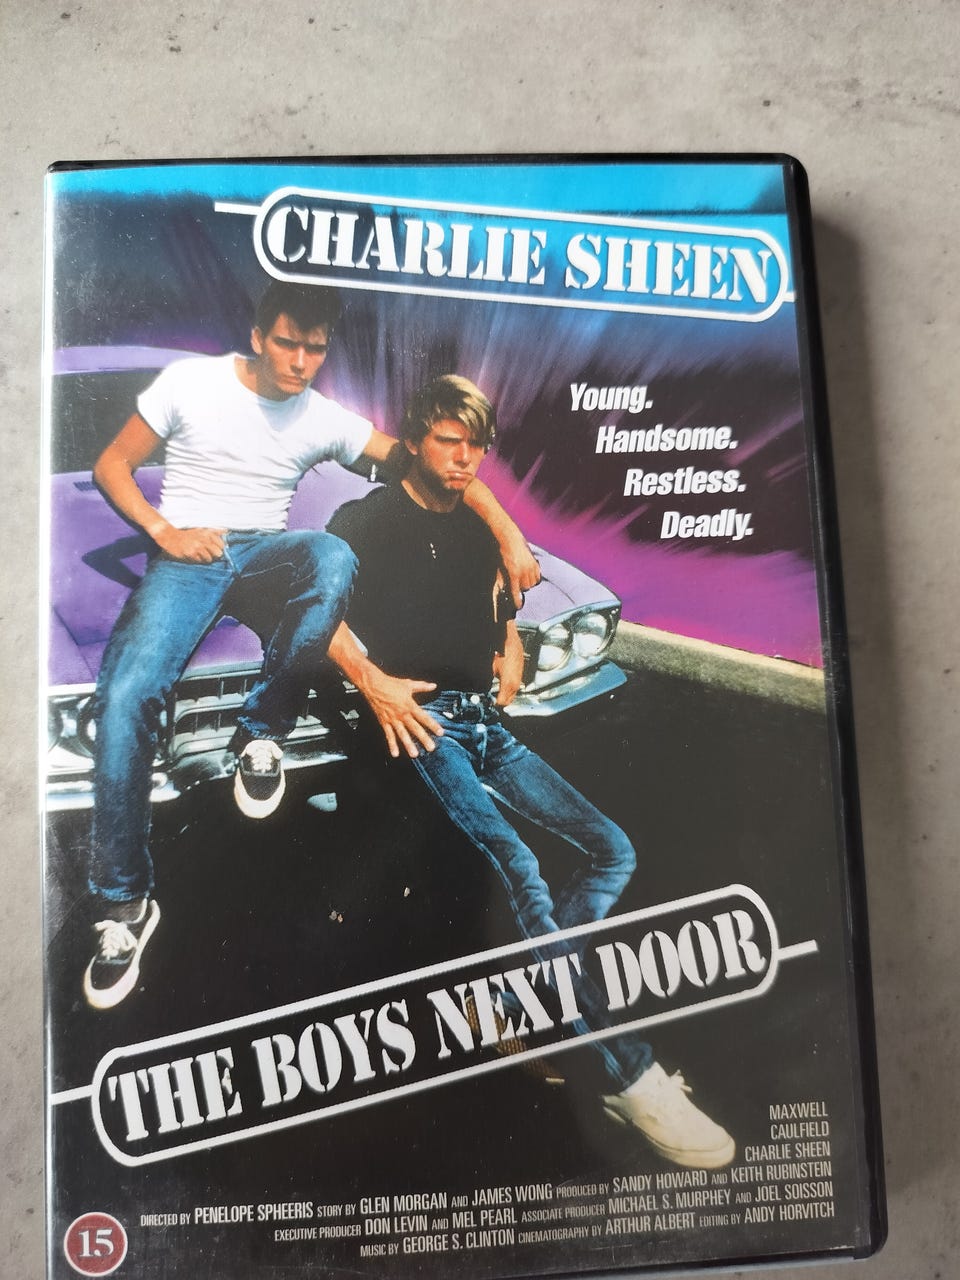 CHARLIE SHEEN
Young.
Handsome.
Restless.
Deadly.
THE BOYS NEXT DOOR
MAXWELL
CAULFIELD
CHARLIE SHEEN
DIRECTED BY PENELOPE SPHEERIS STORY BY GLEN MORGAN AND JAMES WONG PRODUCED BY SANDY HOWARD AND KEITH RUBINSTEIN
EXECUTIVE PRODUCER DON LEVIN AND MEL PEARL ASSOCIATE PRODUCER MICHAEL S. MURPHEY AND JOEL SOISSON
MUSIC BY GEORGE S. CLINTON CINEMATOGRAPHY BY ARTHUR ALBERT EDITING BY ANDY HORVITCH
15